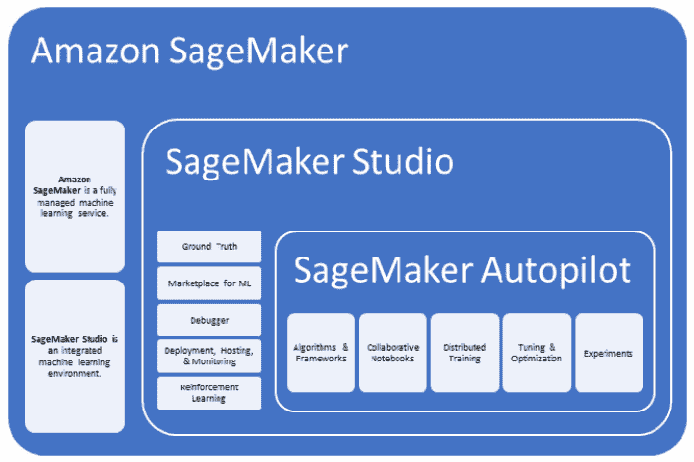 Amazon SageMaker
Amazon
SageMaker is a fully
managed machine
learning service.
SageMaker Studio is
an integrated
machine learning
environment.
SageMaker Studio
Ground Truth
Marketplace for ML
Debugger
Deployment, Hosting,
& Monitoring
Reinforcement
Learning
SageMaker Autopilot
Algorithms &
Frameworks
Collaborative
Notebooks
Distributed
Training
Tuning &
Optimization
Experiments